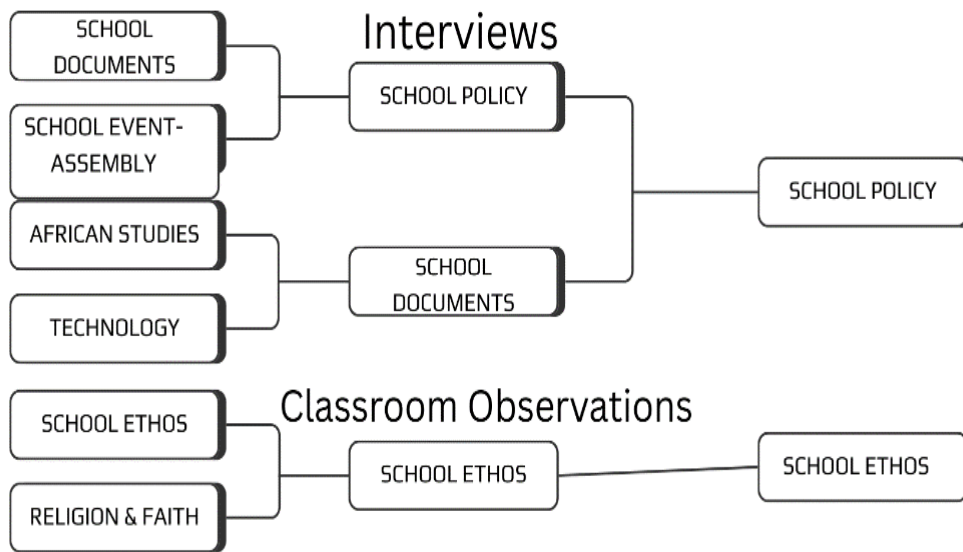 SCHOOL
DOCUMENTS
SCHOOL EVENT-
ASSEMBLY
AFRICAN STUDIES
TECHNOLOGY
SCHOOL ETHOS
RELIGION & FAITH
Interviews
SCHOOL POLICY
SCHOOL
DOCUMENTS
Classroom Observations
SCHOOL ETHOS
SCHOOL POLICY
SCHOOL ETHOS